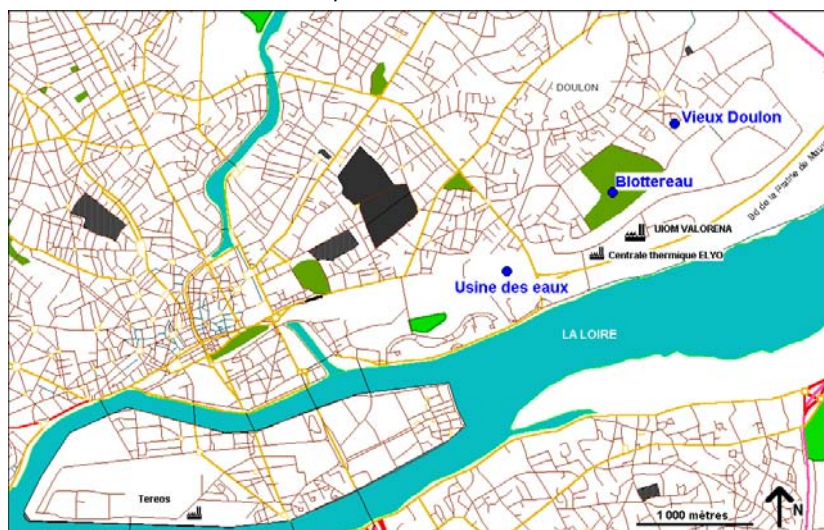 DOULON
Vieux Doulon
Blottereau
Bd de la Prairie de Mauves
UIOM VALORENA
Centrale thermique ELYO
Usine des eaux
LA LOIRE
Tereos
1 000 mètres
N